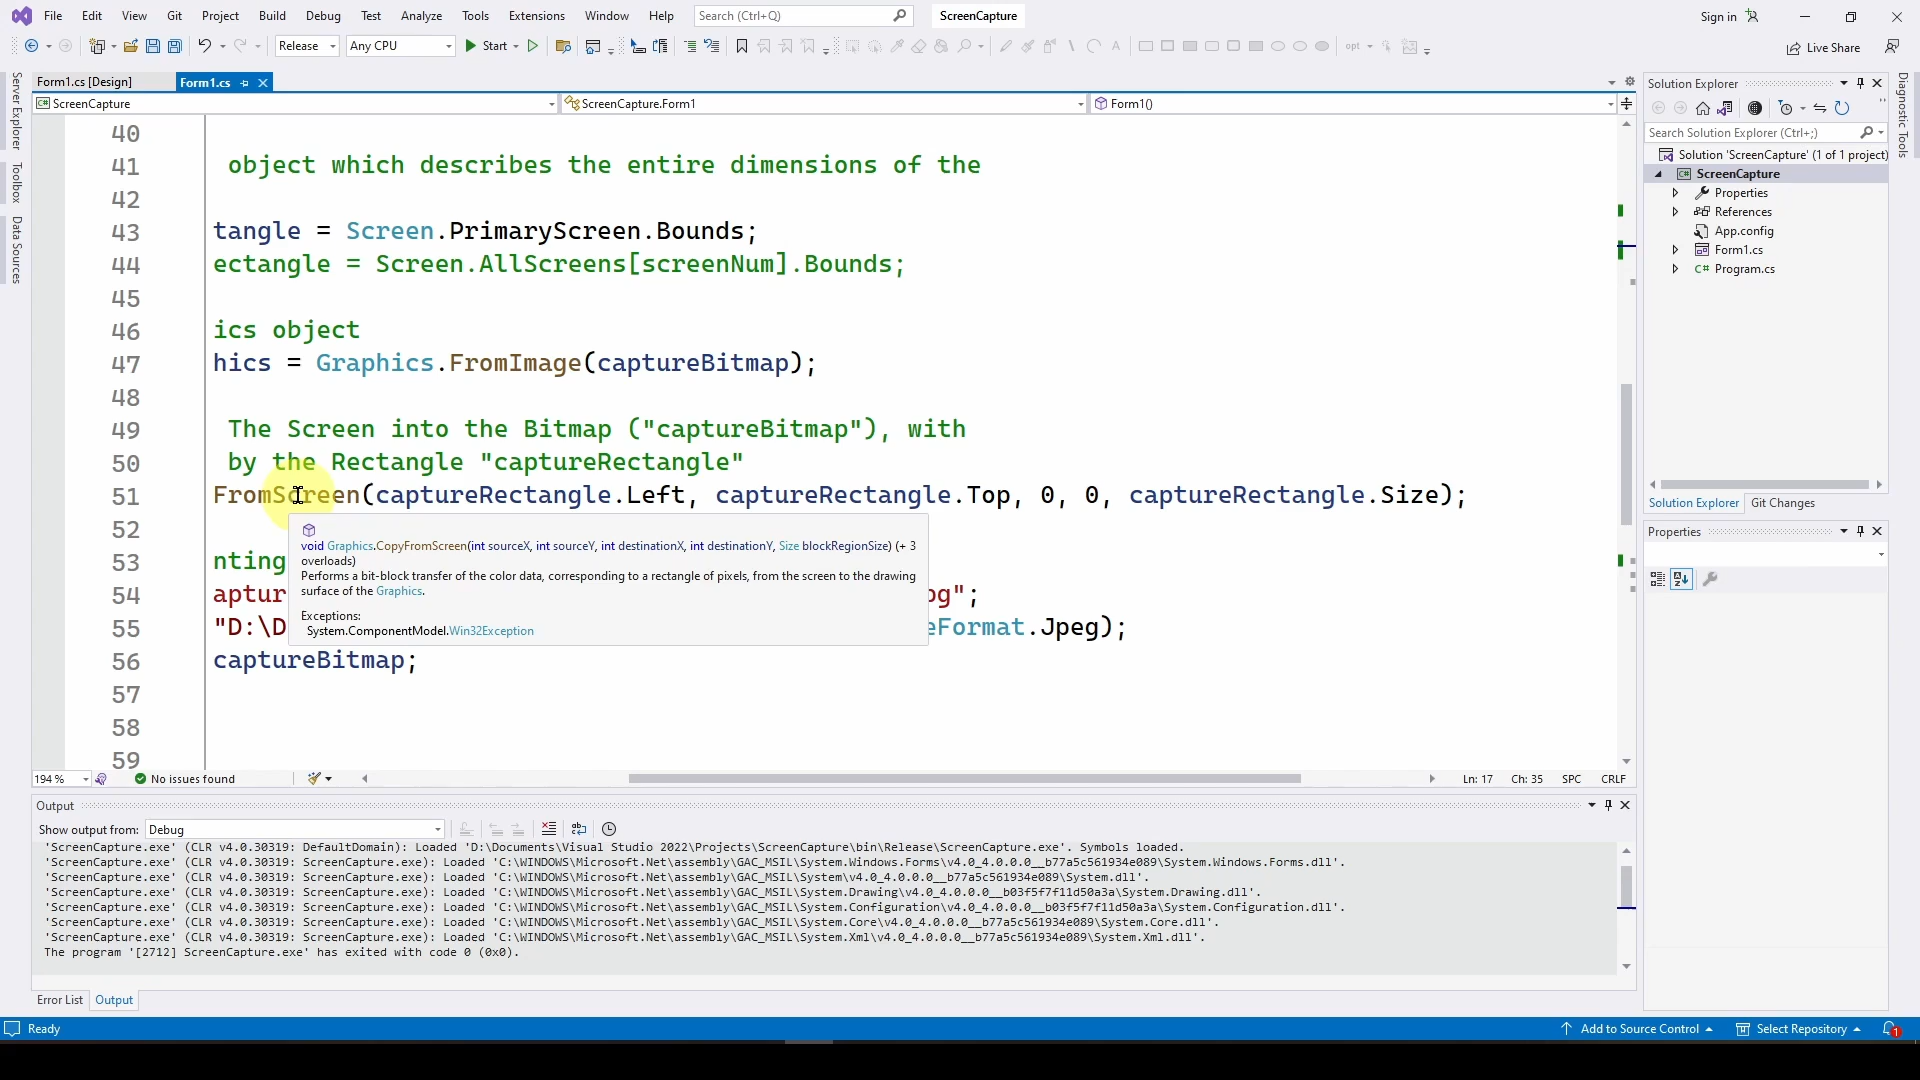 File Edit View Git Project Build Debug Test Analyze Tools Extensions Window Help Search (Ctrl+Q) ScreenCapture Sign in
Release Any CPU Start Live Share
Form1.cs [Design] Form1.cs
ScreenCapture ScreenCapture.Form1 Form1()
Server Explorer
Toolbox
Data Sources
40
41 object which describes the entire dimensions of the
42
43 tangle = Screen.PrimaryScreen.Bounds;
44 ectangle = Screen.AllScreens[screenNum].Bounds;
45
46 ics object
47 hics = Graphics.FromImage(captureBitmap);
48
49 The Screen into the Bitmap ("captureBitmap"), with
50 by the Rectangle "captureRectangle"
51 FromScreen(captureRectangle.Left, captureRectangle.Top, 0, 0, captureRectangle.Size);
52
void Graphics.CopyFromScreen(int sourceX, int sourceY, int destinationX, int destinationY, Size blockRegionSize) (+ 3
overloads)
Performs a bit-block transfer of the color data, corresponding to a rectangle of pixels, from the screen to the drawing
surface of the Graphics.
Exceptions:
System.ComponentModel.Win32Exception
53 nting
54 aptur pg";
55 "D:\D eFormat.Jpeg);
56 captureBitmap;
57
58
59
194 % No issues found Ln: 17 Ch: 35 SPC CRLF
Output
Show output from: Debug
'ScreenCapture.exe' (CLR v4.0.30319: DefaultDomain): Loaded 'D:\Documents\Visual Studio 2022\Projects\ScreenCapture\bin\Release\ScreenCapture.exe'. Symbols loaded.
'ScreenCapture.exe' (CLR v4.0.30319: ScreenCapture.exe): Loaded 'C:\WINDOWS\Microsoft.Net\assembly\GAC_MSIL\System.Windows.Forms\v4.0_4.0.0.0__b77a5c561934e089\System.Windows.Forms.dll'.
'ScreenCapture.exe' (CLR v4.0.30319: ScreenCapture.exe): Loaded 'C:\WINDOWS\Microsoft.Net\assembly\GAC_MSIL\System\v4.0_4.0.0.0__b77a5c561934e089\System.dll'.
'ScreenCapture.exe' (CLR v4.0.30319: ScreenCapture.exe): Loaded 'C:\WINDOWS\Microsoft.Net\assembly\GAC_MSIL\System.Drawing\v4.0_4.0.0.0__b03f5f7f11d50a3a\System.Drawing.dll'.
'ScreenCapture.exe' (CLR v4.0.30319: ScreenCapture.exe): Loaded 'C:\WINDOWS\Microsoft.Net\assembly\GAC_MSIL\System.Configuration\v4.0_4.0.0.0__b03f5f7f11d50a3a\System.Configuration.dll'.
'ScreenCapture.exe' (CLR v4.0.30319: ScreenCapture.exe): Loaded 'C:\WINDOWS\Microsoft.Net\assembly\GAC_MSIL\System.Core\v4.0_4.0.0.0__b77a5c561934e089\System.Core.dll'.
'ScreenCapture.exe' (CLR v4.0.30319: ScreenCapture.exe): Loaded 'C:\WINDOWS\Microsoft.Net\assembly\GAC_MSIL\System.Xml\v4.0_4.0.0.0__b77a5c561934e089\System.Xml.dll'.
The program '[2712] ScreenCapture.exe' has exited with code 0 (0x0).
Error List Output
Solution Explorer
Search Solution Explorer (Ctrl+;)
Solution 'ScreenCapture' (1 of 1 project)
C# ScreenCapture
Properties
References
App.config
Form1.cs
C# Program.cs
Solution Explorer Git Changes
Properties
Diagnostic Tools
Ready Add to Source Control Select Repository 1